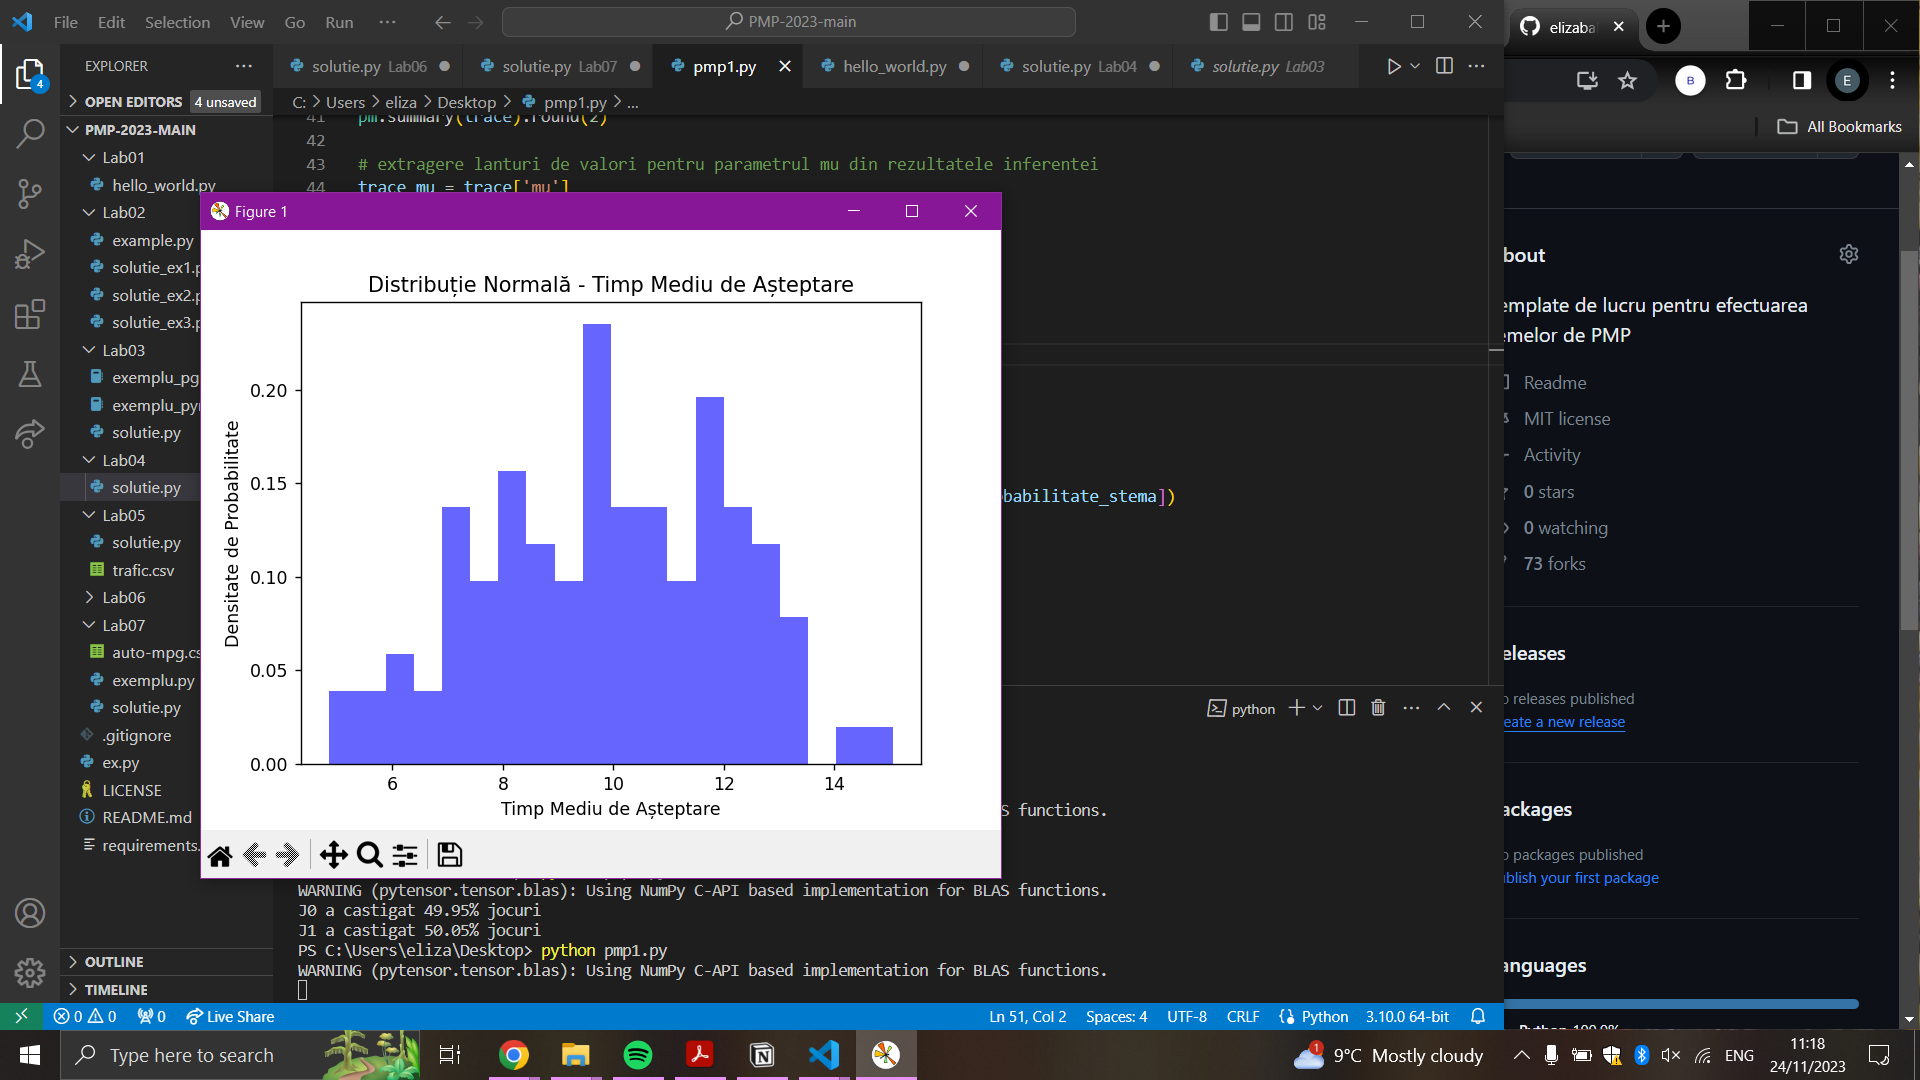 File Edit Selection View Go Run ...
PMP-2023-main
EXPLORER
OPEN EDITORS 4 unsaved
PMP-2023-MAIN
Lab01
hello_world.py
Lab02
example.py
solutie_ex1.p
solutie_ex2.p
solutie_ex3.p
Lab03
exemplu_pg
exemplu_pyr
solutie.py
Lab04
solutie.py
Lab05
solutie.py
trafic.csv
Lab06
Lab07
auto-mpg.cs
exemplu.py
solutie.py
.gitignore
ex.py
LICENSE
README.md
requirements.
OUTLINE
TIMELINE
solutie.py Lab06
solutie.py Lab07
pmp1.py
hello_world.py
solutie.py Lab04
solutie.py Lab03
C: > Users > eliza > Desktop > pmp1.py > ...
41 pm.summary(trace).round(2)
42
43 # extragere lanturi de valori pentru parametrul mu din rezultatele inferentei
44 trace_mu = trace['mu']
babilitate_stema])
Figure 1
Distribuție Normală - Timp Mediu de Așteptare
Densitate de Probabilitate
0.20
0.15
0.10
0.05
0.00
6 8 10 12 14
Timp Mediu de Așteptare
python
S functions.
WARNING (pytensor.tensor.blas): Using NumPy C-API based implementation for BLAS functions.
J0 a castigat 49.95% jocuri
J1 a castigat 50.05% jocuri
PS C:\Users\eliza\Desktop> python pmp1.py
WARNING (pytensor.tensor.blas): Using NumPy C-API based implementation for BLAS functions.
0 0 0 Live Share
Ln 51, Col 2 Spaces: 4 UTF-8 CRLF Python 3.10.0 64-bit
elizaba
B
E
All Bookmarks
bout
emplate de lucru pentru efectuarea
emelor de PMP
Readme
MIT license
Activity
0 stars
0 watching
73 forks
eleases
o releases published
eate a new release
ackages
o packages published
blish your first package
anguages
Python 100.0%
4
Type here to search
1
9°C Mostly cloudy
ENG
11:18
24/11/2023